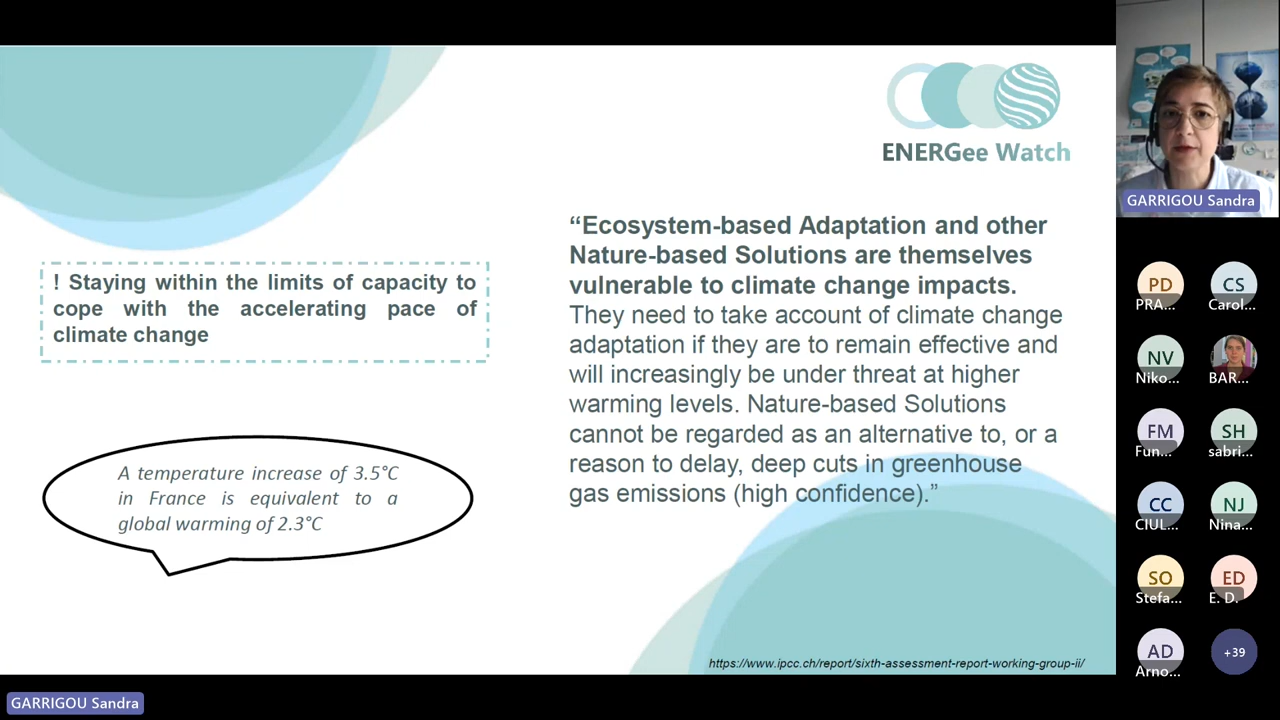 ENERGee Watch
! Staying within the limits of capacity to
cope with the accelerating pace of
climate change
A temperature increase of 3.5°C
in France is equivalent to a
global warming of 2.3°C
“Ecosystem-based Adaptation and other
Nature-based Solutions are themselves
vulnerable to climate change impacts.
They need to take account of climate change
adaptation if they are to remain effective and
will increasingly be under threat at higher
warming levels. Nature-based Solutions
cannot be regarded as an alternative to, or a
reason to delay, deep cuts in greenhouse
gas emissions (high confidence).”
https://www.ipcc.ch/report/sixth-assessment-report-working-group-ii/
GARRIGOU Sandra
GARRIGOU Sandra
PD
PRA...
CS
Carol...
NV
Niko...
BAR...
FM
Fun...
SH
sabri...
CC
CIUL...
NJ
Nina...
SO
Stefa...
ED
E. D.
AD
Arno...
+39